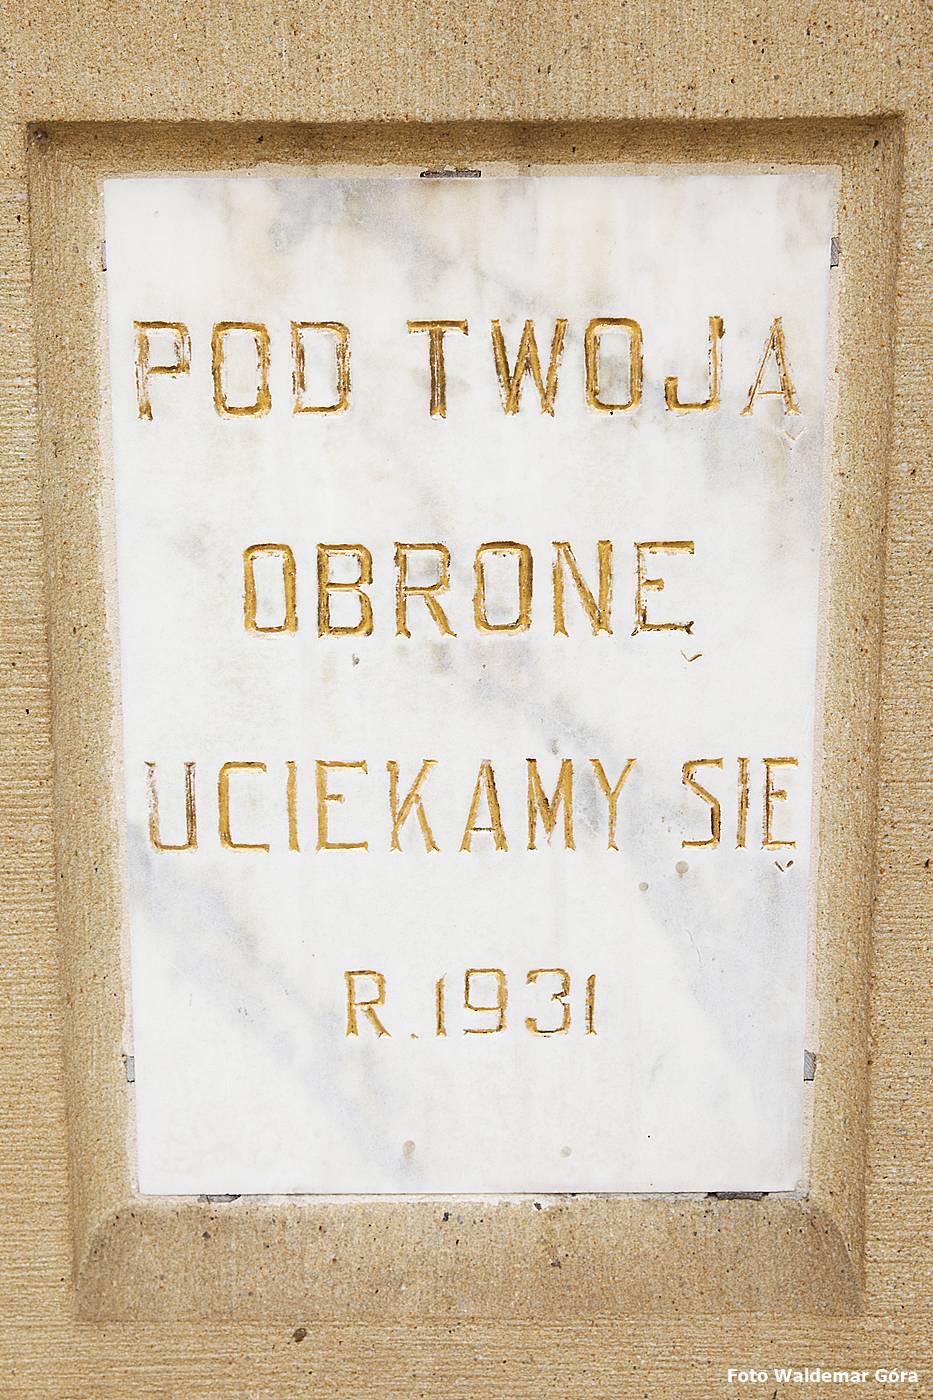 POD TWOJĄ
OBRONĘ
UCIEKAMY SIĘ
R. 1931
Foto Waldemar Góra